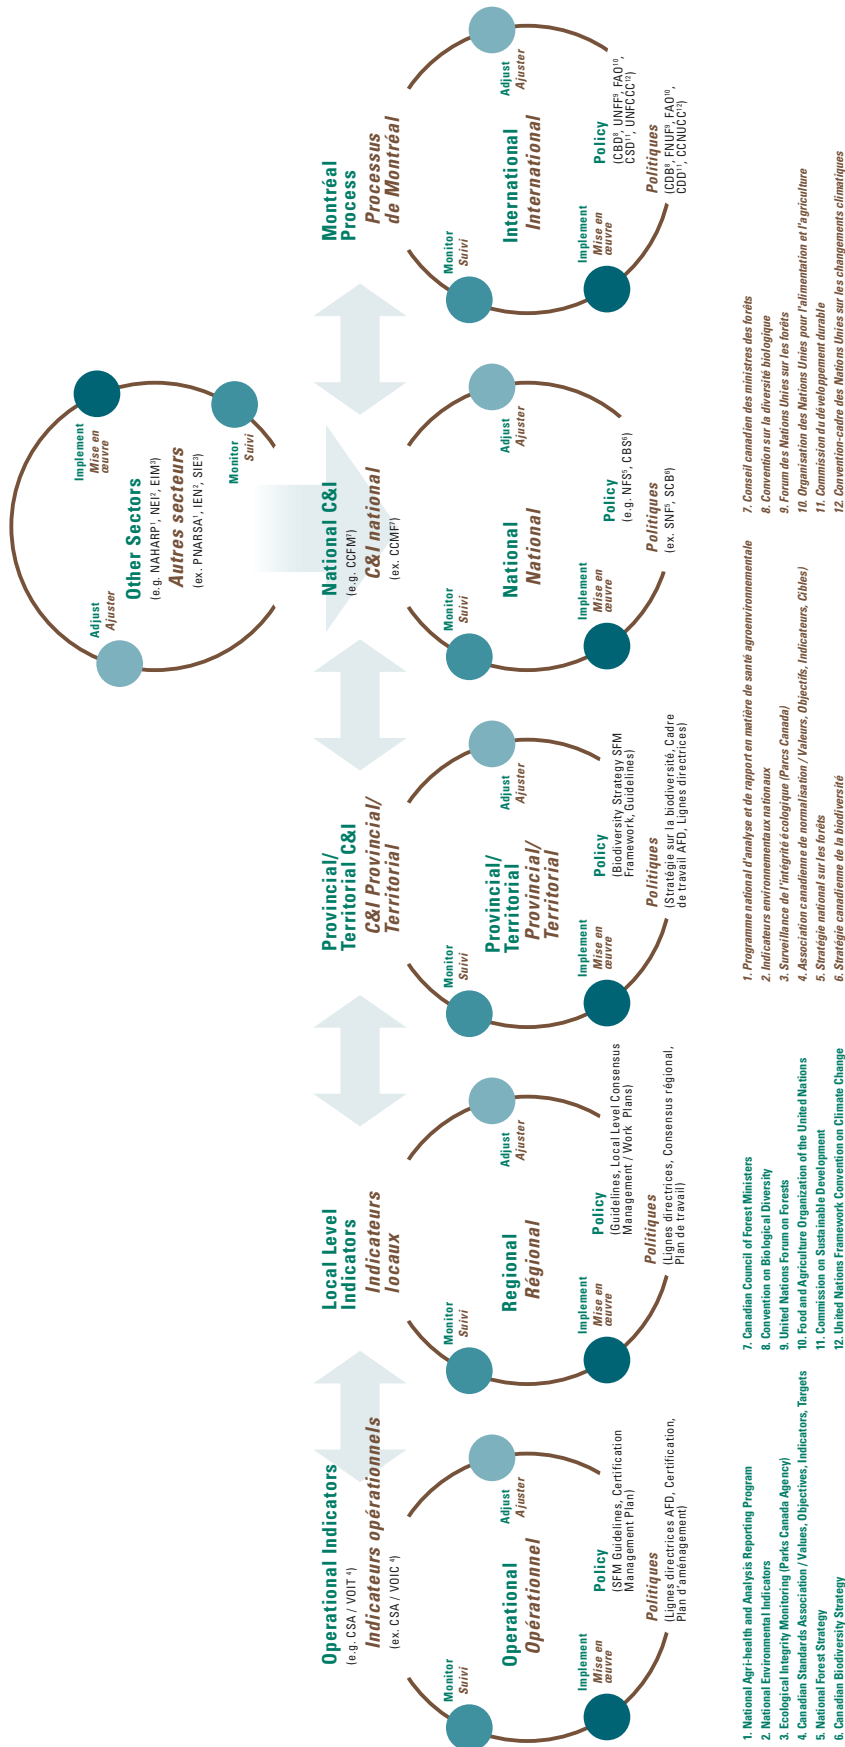 Adjust
Ajuster
Implement
Mise en
œuvre
Other Sectors
(e.g. NAHARP¹, NEI², EIM³)
Autres secteurs
(ex. PNARSA¹, IEN², SIE³)
Monitor
Suivi
Operational Indicators
(e.g. CSA / VOIT ⁴)
Indicateurs opérationnels
(ex. CSA / VOIC ⁴)
Monitor
Suivi
Adjust
Ajuster
Operational
Opérationnel
Implement
Mise en
œuvre
Policy
(SFM Guidelines, Certification
Management Plan)
Politiques
(Lignes directrices AFD, Certification,
Plan d'aménagement)
Local Level
Indicators
Indicateurs
locaux
Monitor
Suivi
Adjust
Ajuster
Regional
Régional
Implement
Mise en
œuvre
Policy
(Guidelines, Local Level Consensus
Management / Work Plans)
Politiques
(Lignes directrices, Consensus régional,
Plan de travail)
Provincial/
Territorial C&I
C&I Provincial/
Territorial
Monitor
Suivi
Adjust
Ajuster
Provincial/
Territorial
Provincial/
Territorial
Implement
Mise en
œuvre
Policy
(Biodiversity Strategy SFM
Framework, Guidelines)
Politiques
(Stratégie sur la biodiversité, Cadre
de travail AFD, Lignes directrices)
National C&I
(e.g. CCFM⁷)
C&I national
(ex. CCMF⁷)
Monitor
Suivi
Adjust
Ajuster
National
National
Implement
Mise en
œuvre
Policy
(e.g. NFS⁵, CBS⁶)
Politiques
(ex. SNF⁵, SCB⁶)
Montréal
Process
Processus
de Montréal
Monitor
Suivi
Adjust
Ajuster
International
International
Implement
Mise en
œuvre
Policy
(CBD⁸, UNFF⁹, FAO¹⁰,
CSD¹¹, UNFCCC¹²)
Politiques
(CDB⁸, FNUF⁹, FAO¹⁰,
CDD¹¹, CCNUCC¹²)
1. National Agri-health and Analysis Reporting Program
2. National Environmental Indicators
3. Ecological Integrity Monitoring (Parks Canada Agency)
4. Canadian Standards Association / Values, Objectives, Indicators, Targets
5. National Forest Strategy
6. Canadian Biodiversity Strategy
7. Canadian Council of Forest Ministers
8. Convention on Biological Diversity
9. United Nations Forum on Forests
10. Food and Agriculture Organization of the United Nations
11. Commission on Sustainable Development
12. United Nations Framework Convention on Climate Change
1. Programme national d'analyse et de rapport en matière de santé agroenvironnementale
2. Indicateurs environnementaux nationaux
3. Surveillance de l'intégrité écologique (Parcs Canada)
4. Association canadienne de normalisation / Valeurs, Objectifs, Indicateurs, Cibles)
5. Stratégie national sur les forêts
6. Stratégie canadienne de la biodiversité
7. Conseil canadien des ministres des forêts
8. Convention sur la diversité biologique
9. Forum des Nations Unies sur les forêts
10. Organisation des Nations Unies pour l'alimentation et l'agriculture
11. Commission du développement durable
12. Convention-cadre des Nations Unies sur les changements climatiques